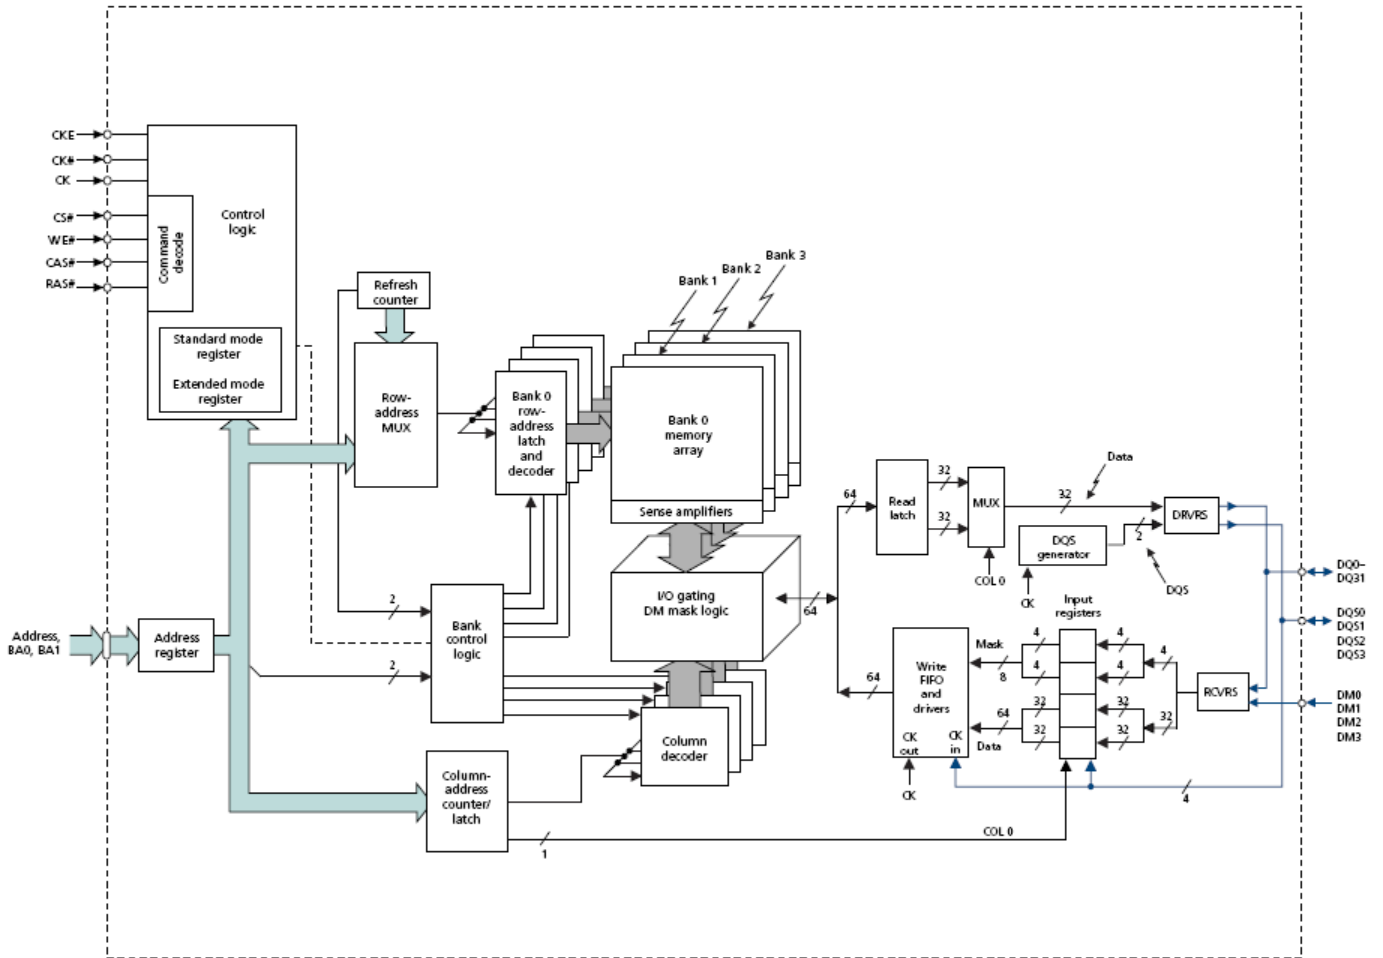 CKE
CK#
CK
CS#
WE#
CAS#
RAS#
Command
decode
Control
logic
Standard mode
register
Extended mode
register
Refresh
counter
Row-
address
MUX
Bank 0
row-
address
latch
and
decoder
Bank 1
Bank 2
Bank 3
Bank 0
memory
array
Sense amplifiers
I/O gating
DM mask logic
2
2
Bank
control
logic
Address,
BA0, BA1
Address
register
Column-
address
counter/
latch
Column
decoder
1
COL 0
64
64
64
Read
latch
32
32
MUX
COL 0
32
Data
DQS
generator
CK
2
DQS
DRVRS
Input
registers
Write
FIFO
and
drivers
CK
out
CK
in
CK
Mask
8
64
Data
4
4
32
32
4
4
32
32
4
32
RCVRS
4
DQ0–
DQ31
DQS0
DQS1
DQS2
DQS3
DM0
DM1
DM2
DM3